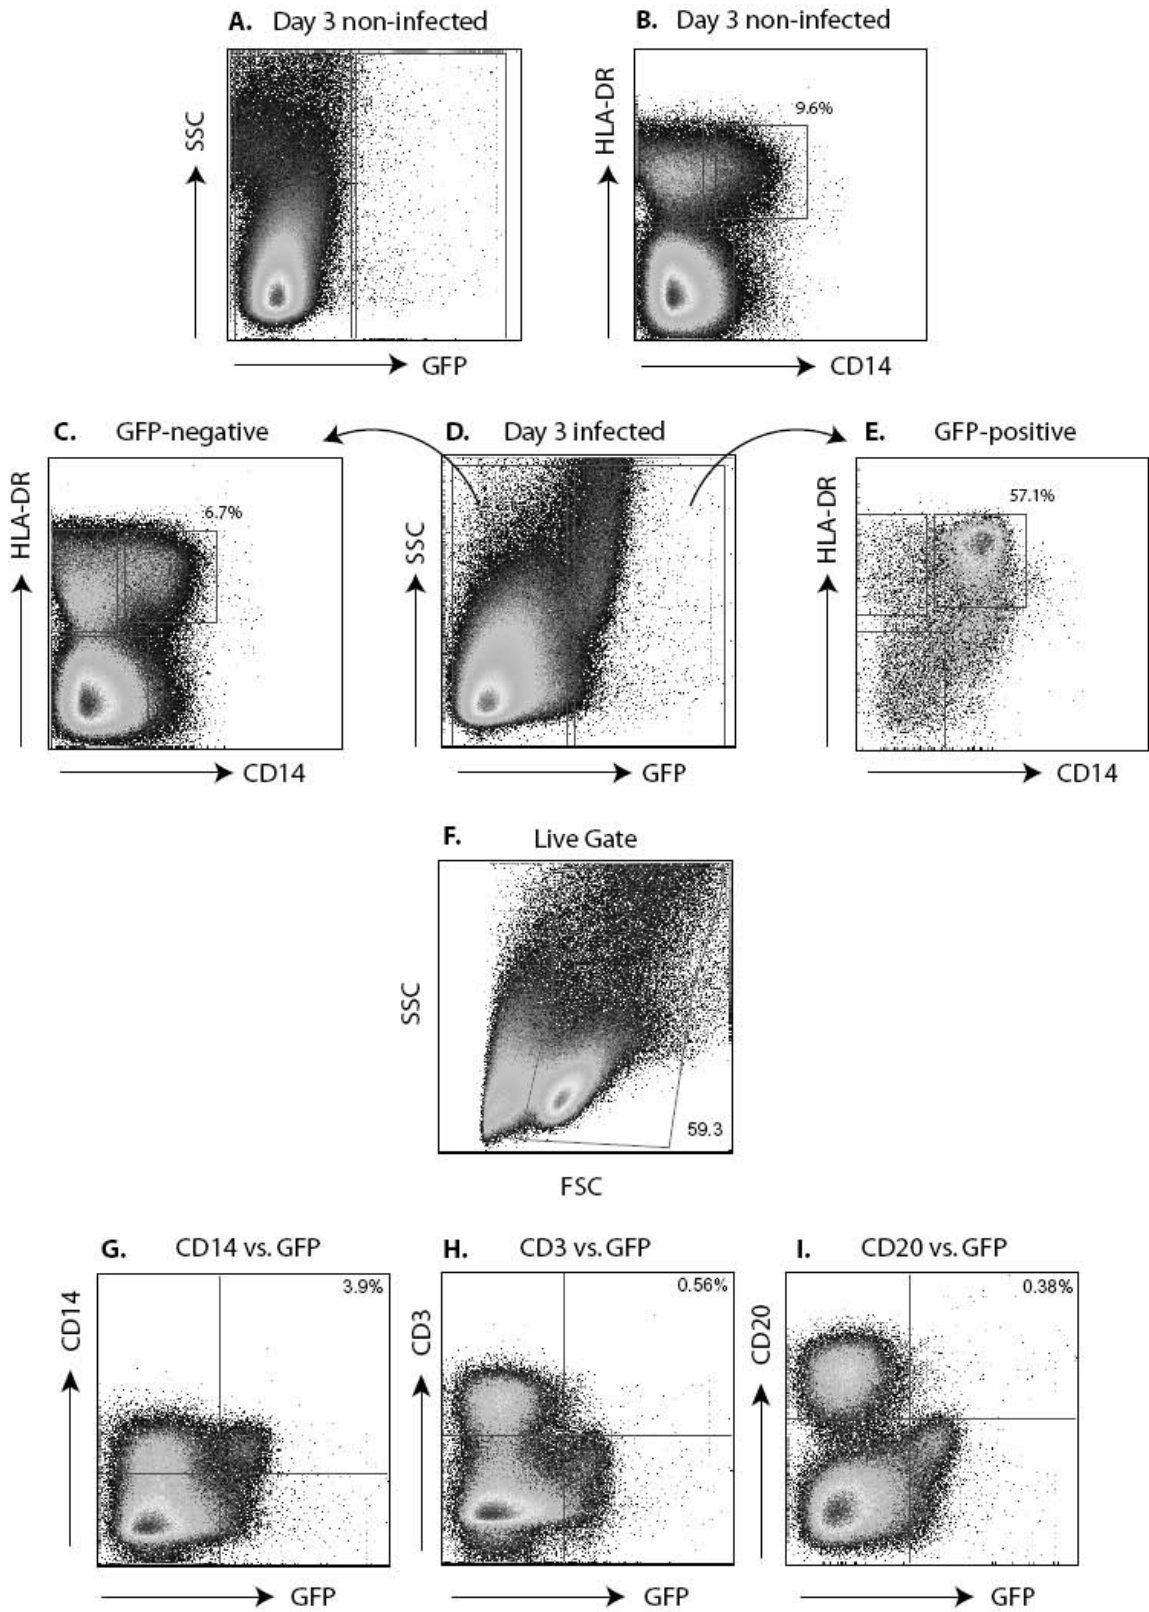 A. Day 3 non-infected
B. Day 3 non-infected
SSC
GFP
HLA-DR
9.6%
CD14
C. GFP-negative
D. Day 3 infected
E. GFP-positive
HLA-DR
6.7%
CD14
SSC
GFP
HLA-DR
57.1%
CD14
F. Live Gate
SSC
59.3
FSC
G. CD14 vs. GFP
H. CD3 vs. GFP
I. CD20 vs. GFP
CD14
3.9%
GFP
CD3
0.56%
GFP
CD20
0.38%
GFP